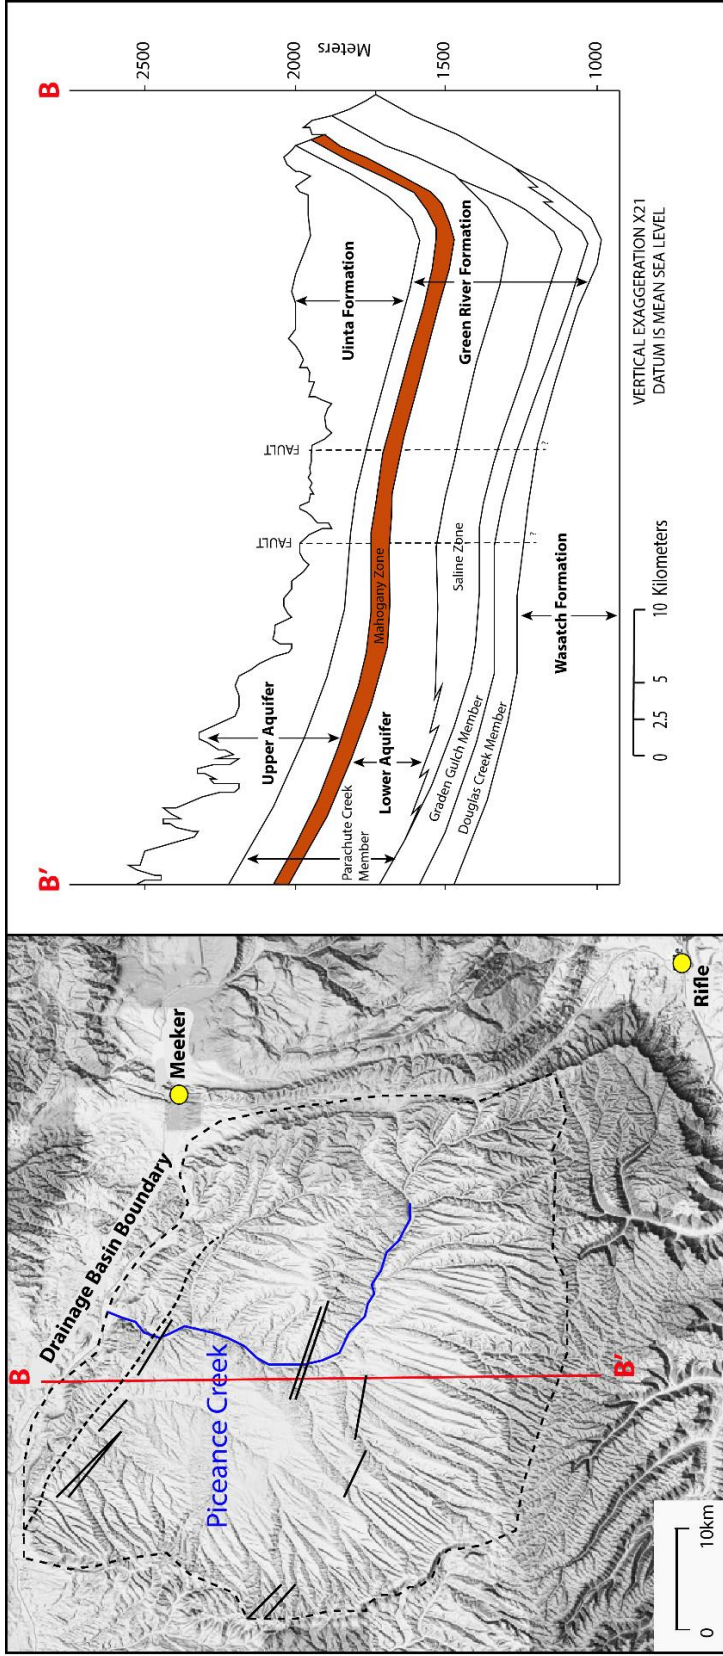 B
Drainage Basin Boundary
Meeker
Piceance Creek
B'
Rifle
0 10km
B'
B
2500
2000
Meters
1500
1000
Upper Aquifer
Uinta Formation
FAULT
FAULT
Mahogany Zone
Lower Aquifer
Parachute Creek
Member
Green River Formation
Saline Zone
Graden Gulch Member
Douglas Creek Member
Wasatch Formation
?
?
0 2.5 5 10 Kilometers
VERTICAL EXAGGERATION X21
DATUM IS MEAN SEA LEVEL